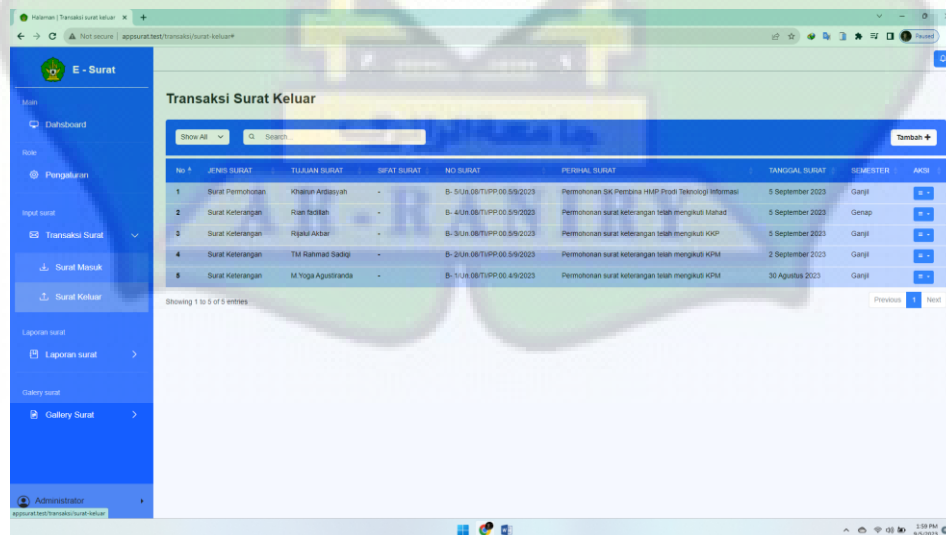 Halaman | Transaksi surat keluar
Not secure | appsurat.test/transaksi/surat-keluar#
Paused
E - Surat
Main
Dahsboard
Role
Pengaturan
Input surat
Transaksi Surat
Surat Masuk
Surat Keluar
Laporan surat
Laporan surat
Galery surat
Gallery Surat
Administrator
appsurat.test/transaksi/surat-keluar
Transaksi Surat Keluar
Show All
Search...
Tambah +
No JENIS SURAT TUJUAN SURAT SIFAT SURAT NO SURAT PERIHAL SURAT TANGGAL SURAT SEMESTER AKSI
1 Surat Permohonan Khairun Ardiasyah - B- 5/Un.08/TI/PP.00.5/9/2023 Permohonan SK Pembina HMP Prodi Teknologi Informasi 5 September 2023 Ganjil
2 Surat Keterangan Rian fadillah - B- 4/Un.08/TI/PP.00.5/9/2023 Permohonan surat keterangan telah mengikuti Mahad 5 September 2023 Genap
3 Surat Keterangan Rijalul Akbar - B- 3/Un.08/TI/PP.00.5/9/2023 Permohonan surat keterangan telah mengikuti KKP 5 September 2023 Ganjil
4 Surat Keterangan TM Rahmad Sadiqi - B- 2/Un.08/TI/PP.00.5/9/2023 Permohonan surat keterangan telah mengikuti KPM 2 September 2023 Ganjil
5 Surat Keterangan M.Yoga Agustiranda - B- 1/Un.08/TI/PP.00.4/9/2023 Permohonan surat keterangan telah mengikuti KPM 30 Agustus 2023 Ganjil
Showing 1 to 5 of 5 entries
Previous 1 Next
جامعة الرانري
AR - RANIRY
1:59 PM
9/5/2023